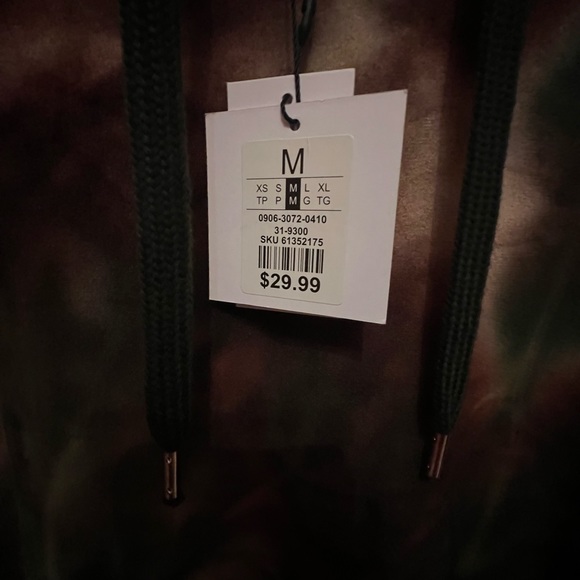 M
XS S M L XL
TP P M G TG
0906-3072-0410
31-9300
SKU 61352175
$29.99